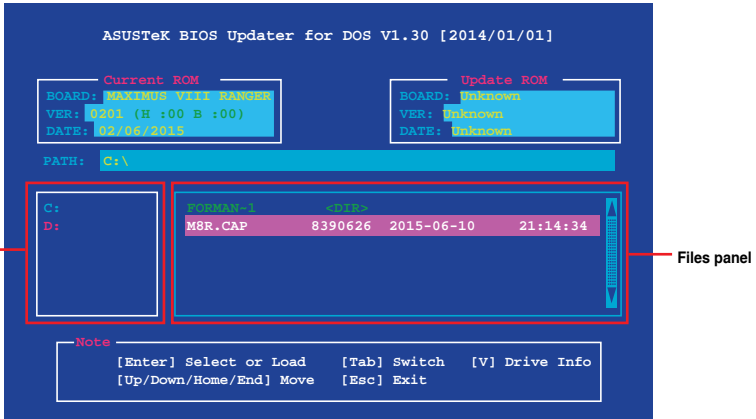 ASUSTeK BIOS Updater for DOS V1.30 [2014/01/01]
Current ROM
BOARD: MAXIMUS VIII RANGER
VER: 0201 (H :00 B :00)
DATE: 02/06/2015
Update ROM
BOARD: Unknown
VER: Unknown
DATE: Unknown
PATH: C:\
C:
D:
FORMAN~1 <DIR>
M8R.CAP 8390626 2015-06-10 21:14:34
Files panel
Note
[Enter] Select or Load [Tab] Switch [V] Drive Info
[Up/Down/Home/End] Move [Esc] Exit